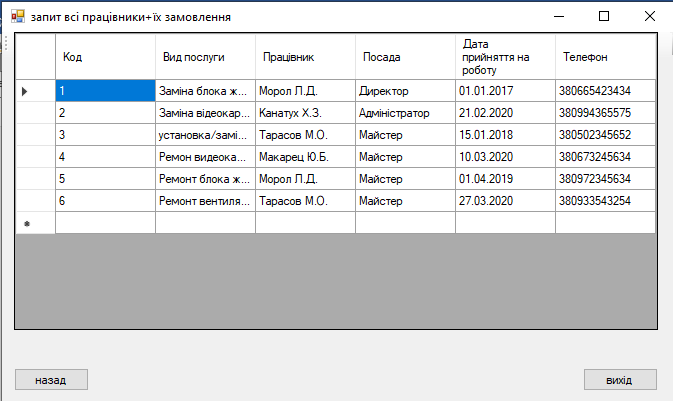 запит всі працівники+їх замовлення
Код Вид послуги Працівник Посада Дата прийняття на роботу Телефон
1 Заміна блока ж... Морол Л.Д. Директор 01.01.2017 380665423434
2 Заміна відеокар... Канатух Х.З. Адміністратор 21.02.2020 380994365575
3 установка/замі... Тарасов М.О. Майстер 15.01.2018 380502345652
4 Ремон видеока... Макарец Ю.Б. Майстер 10.03.2020 380673245634
5 Ремонт блока ж... Морол Л.Д. Майстер 01.04.2019 380972345634
6 Ремонт вентиля... Тарасов М.О. Майстер 27.03.2020 380933543254
назад вихід